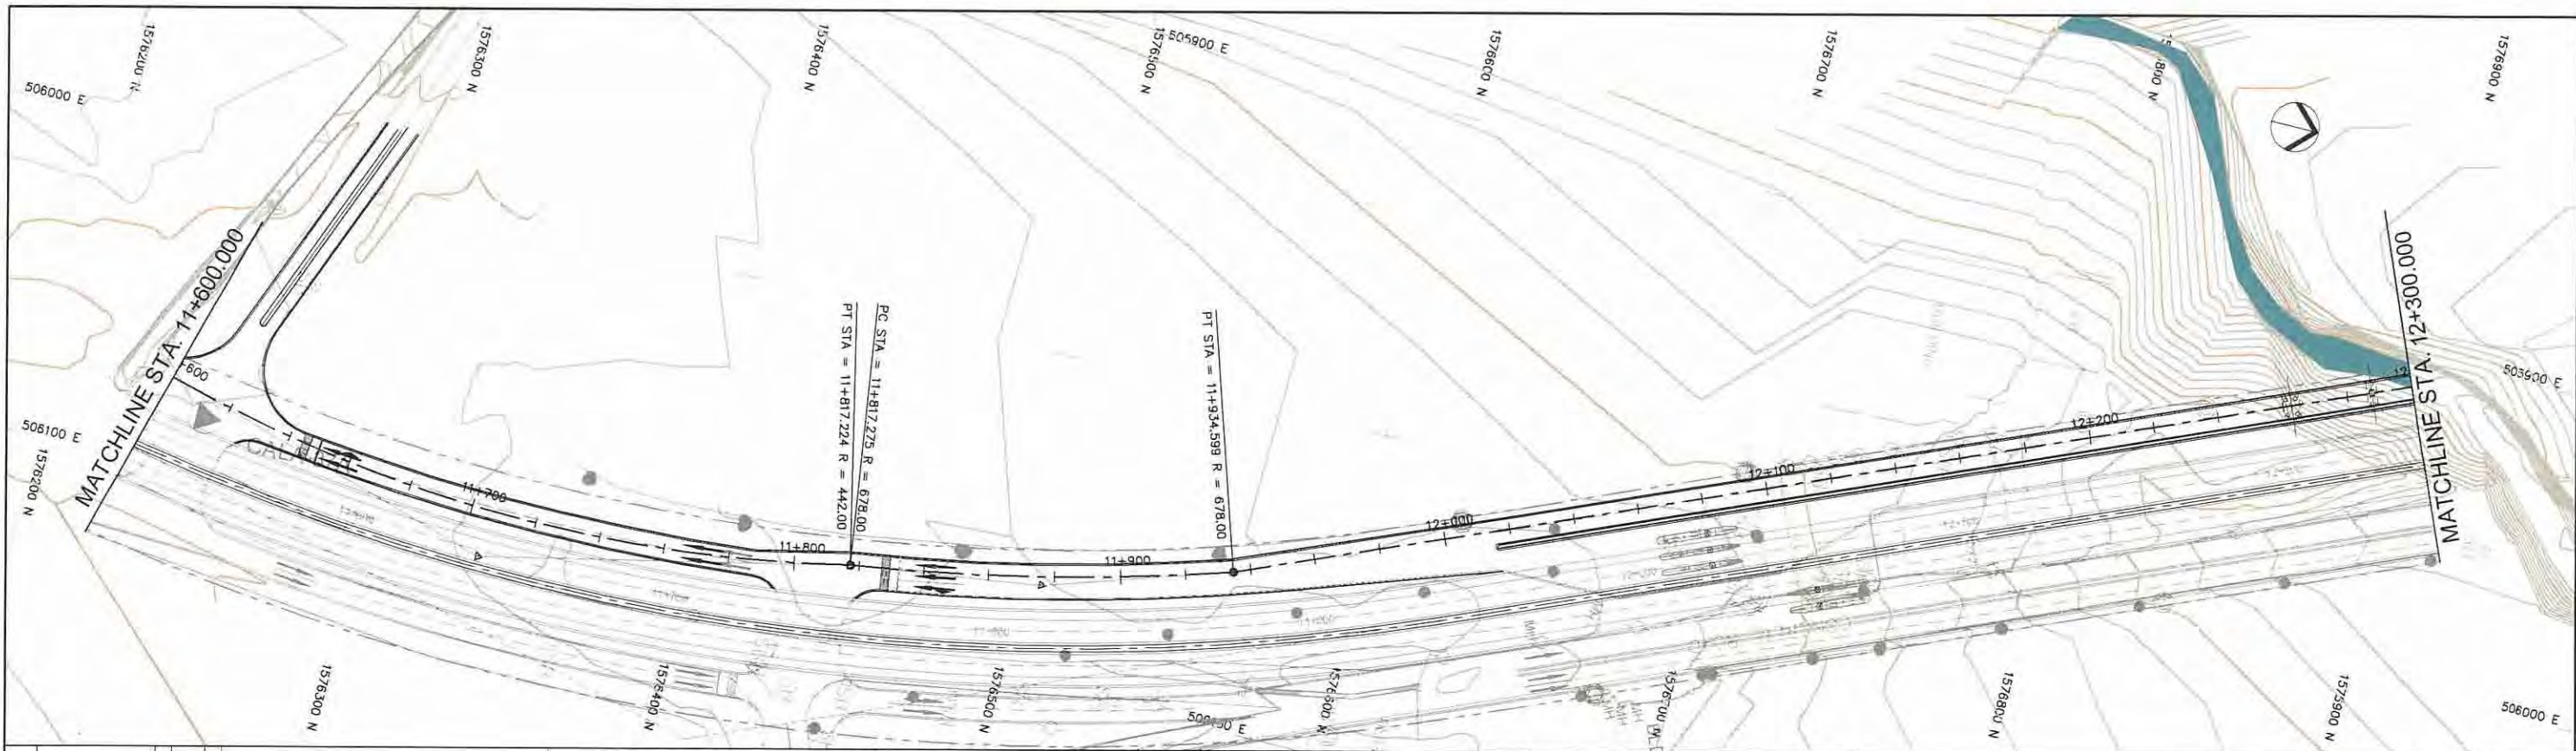 1576200 N
1576300 N
1576400 N
1576500 N
505900 E
1576600 N
1576700 N
800 N
1576900 N
506000 E
MATCHLINE STA. 11+600.000
MATCHLINE STA. 12+300.000
PT STA = 11+817.224 R = 442.00
PC STA = 11+817.275 R = 678.00
PT STA = 11+934.599 R = 678.00
600
11+700
11+800
11+900
12+000
12+100
12+200
12
505900 E
506100 E
1576200 N
1576300 N
1576400 N
1576500 N
1576600 N
1576700 N
1576800 N
1576900 N
506000 E